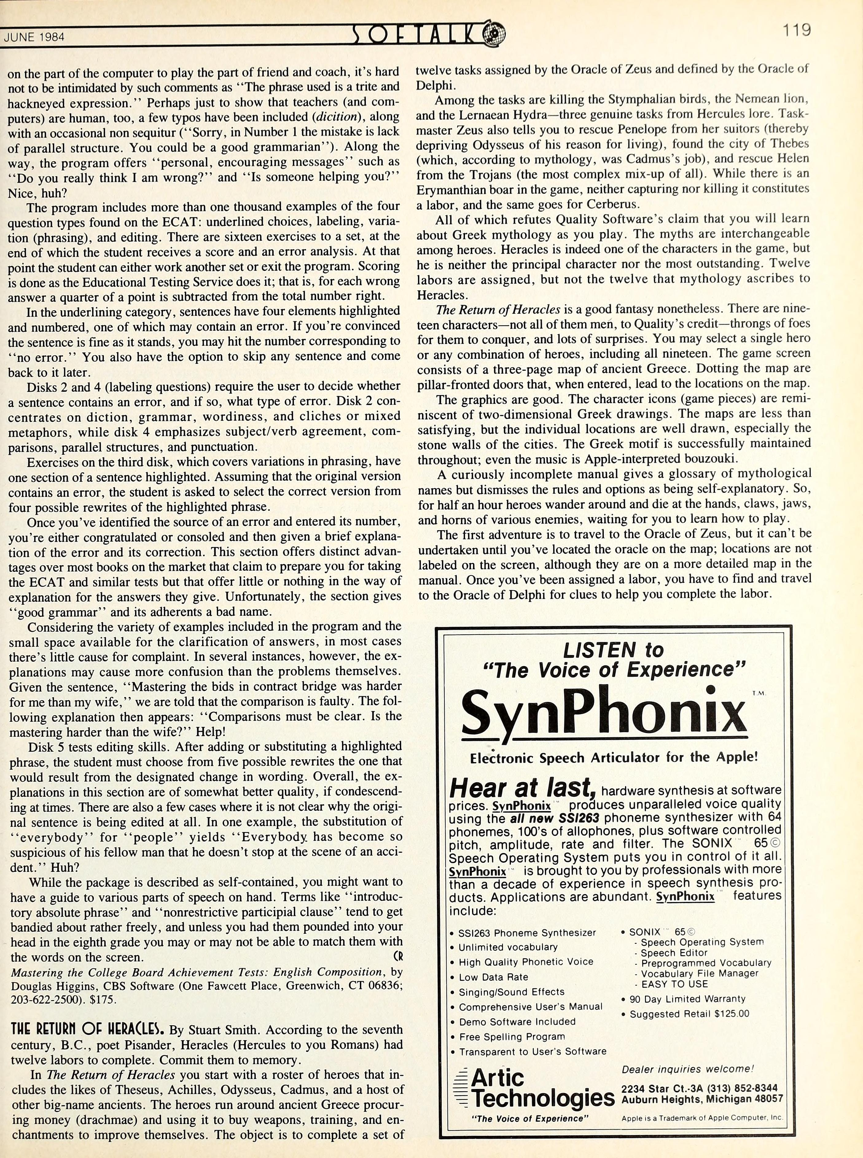 JUNE 1984
SOFTALK
119
on the part of the computer to play the part of friend and coach, it's hard
not to be intimidated by such comments as "The phrase used is a trite and
hackneyed expression." Perhaps just to show that teachers (and com-
puters) are human, too, a few typos have been included (dicition), along
with an occasional non sequitur ("Sorry, in Number 1 the mistake is lack
of parallel structure. You could be a good grammarian"). Along the
way, the program offers "personal, encouraging messages" such as
"Do you really think I am wrong?" and "Is someone helping you?"
Nice, huh?
The program includes more than one thousand examples of the four
question types found on the ECAT: underlined choices, labeling, varia-
tion (phrasing), and editing. There are sixteen exercises to a set, at the
end of which the student receives a score and an error analysis. At that
point the student can either work another set or exit the program. Scoring
is done as the Educational Testing Service does it; that is, for each wrong
answer a quarter of a point is subtracted from the total number right.
In the underlining category, sentences have four elements highlighted
and numbered, one of which may contain an error. If you're convinced
the sentence is fine as it stands, you may hit the number corresponding to
"no error." You also have the option to skip any sentence and come
back to it later.
Disks 2 and 4 (labeling questions) require the user to decide whether
a sentence contains an error, and if so, what type of error. Disk 2 con-
centrates on diction, grammar, wordiness, and cliches or mixed
metaphors, while disk 4 emphasizes subject/verb agreement, com-
parisons, parallel structures, and punctuation.
Exercises on the third disk, which covers variations in phrasing, have
one section of a sentence highlighted. Assuming that the original version
contains an error, the student is asked to select the correct version from
four possible rewrites of the highlighted phrase.
Once you've identified the source of an error and entered its number,
you're either congratulated or consoled and then given a brief explana-
tion of the error and its correction. This section offers distinct advan-
tages over most books on the market that claim to prepare you for taking
the ECAT and similar tests but that offer little or nothing in the way of
explanation for the answers they give. Unfortunately, the section gives
"good grammar" and its adherents a bad name.
Considering the variety of examples included in the program and the
small space available for the clarification of answers, in most cases
there's little cause for complaint. In several instances, however, the ex-
planations may cause more confusion than the problems themselves.
Given the sentence, "Mastering the bids in contract bridge was harder
for me than my wife," we are told that the comparison is faulty. The fol-
lowing explanation then appears: "Comparisons must be clear. Is the
mastering harder than the wife?" Help!
Disk 5 tests editing skills. After adding or substituting a highlighted
phrase, the student must choose from five possible rewrites the one that
would result from the designated change in wording. Overall, the ex-
planations in this section are of somewhat better quality, if condescend-
ing at times. There are also a few cases where it is not clear why the origi-
nal sentence is being edited at all. In one example, the substitution of
"everybody" for "people" yields "Everybody has become so
suspicious of his fellow man that he doesn't stop at the scene of an acci-
dent." Huh?
While the package is described as self-contained, you might want to
have a guide to various parts of speech on hand. Terms like "introduc-
tory absolute phrase" and "nonrestrictive participial clause" tend to get
bandied about rather freely, and unless you had them pounded into your
head in the eighth grade you may or may not be able to match them with
the words on the screen. CR
Mastering the College Board Achievement Tests: English Composition, by
Douglas Higgins, CBS Software (One Fawcett Place, Greenwich, CT 06836;
203-622-2500). $175.
THE RETURN OF HERACLES. By Stuart Smith. According to the seventh
century, B.C., poet Pisander, Heracles (Hercules to you Romans) had
twelve labors to complete. Commit them to memory.
In The Return of Heracles you start with a roster of heroes that in-
cludes the likes of Theseus, Achilles, Odysseus, Cadmus, and a host of
other big-name ancients. The heroes run around ancient Greece procur-
ing money (drachmae) and using it to buy weapons, training, and en-
chantments to improve themselves. The object is to complete a set of
twelve tasks assigned by the Oracle of Zeus and defined by the Oracle of
Delphi.
Among the tasks are killing the Stymphalian birds, the Nemean lion,
and the Lernaean Hydra—three genuine tasks from Hercules lore. Task-
master Zeus also tells you to rescue Penelope from her suitors (thereby
depriving Odysseus of his reason for living), found the city of Thebes
(which, according to mythology, was Cadmus's job), and rescue Helen
from the Trojans (the most complex mix-up of all). While there is an
Erymanthian boar in the game, neither capturing nor killing it constitutes
a labor, and the same goes for Cerberus.
All of which refutes Quality Software's claim that you will learn
about Greek mythology as you play. The myths are interchangeable
among heroes. Heracles is indeed one of the characters in the game, but
he is neither the principal character nor the most outstanding. Twelve
labors are assigned, but not the twelve that mythology ascribes to
Heracles.
The Return of Heracles is a good fantasy nonetheless. There are nine-
teen characters—not all of them men, to Quality's credit—throngs of foes
for them to conquer, and lots of surprises. You may select a single hero
or any combination of heroes, including all nineteen. The game screen
consists of a three-page map of ancient Greece. Dotting the map are
pillar-fronted doors that, when entered, lead to the locations on the map.
The graphics are good. The character icons (game pieces) are remi-
niscent of two-dimensional Greek drawings. The maps are less than
satisfying, but the individual locations are well drawn, especially the
stone walls of the cities. The Greek motif is successfully maintained
throughout; even the music is Apple-interpreted bouzouki.
A curiously incomplete manual gives a glossary of mythological
names but dismisses the rules and options as being self-explanatory. So,
for half an hour heroes wander around and die at the hands, claws, jaws,
and horns of various enemies, waiting for you to learn how to play.
The first adventure is to travel to the Oracle of Zeus, but it can't be
undertaken until you've located the oracle on the map; locations are not
labeled on the screen, although they are on a more detailed map in the
manual. Once you've been assigned a labor, you have to find and travel
to the Oracle of Delphi for clues to help you complete the labor.
LISTEN to
"The Voice of Experience"
SynPhonix TM
Electronic Speech Articulator for the Apple!
Hear at last, hardware synthesis at software
prices. SynPhonix™ produces unparalleled voice quality
using the all new SSI263 phoneme synthesizer with 64
phonemes, 100's of allophones, plus software controlled
pitch, amplitude, rate and filter. The SONIX™ 65©
Speech Operating System puts you in control of it all.
SynPhonix™ is brought to you by professionals with more
than a decade of experience in speech synthesis pro-
ducts. Applications are abundant. SynPhonix™ features
include:
• SSI263 Phoneme Synthesizer
• Unlimited vocabulary
• High Quality Phonetic Voice
• Low Data Rate
• Singing/Sound Effects
• Comprehensive User's Manual
• Demo Software Included
• Free Spelling Program
• Transparent to User's Software
• SONIX™ 65©
- Speech Operating System
- Speech Editor
- Preprogrammed Vocabulary
- Vocabulary File Manager
- EASY TO USE
• 90 Day Limited Warranty
• Suggested Retail $125.00
Dealer inquiries welcome!
Artic
Technologies
"The Voice of Experience"
2234 Star Ct.-3A (313) 852-8344
Auburn Heights, Michigan 48057
Apple is a Trademark of Apple Computer, Inc.